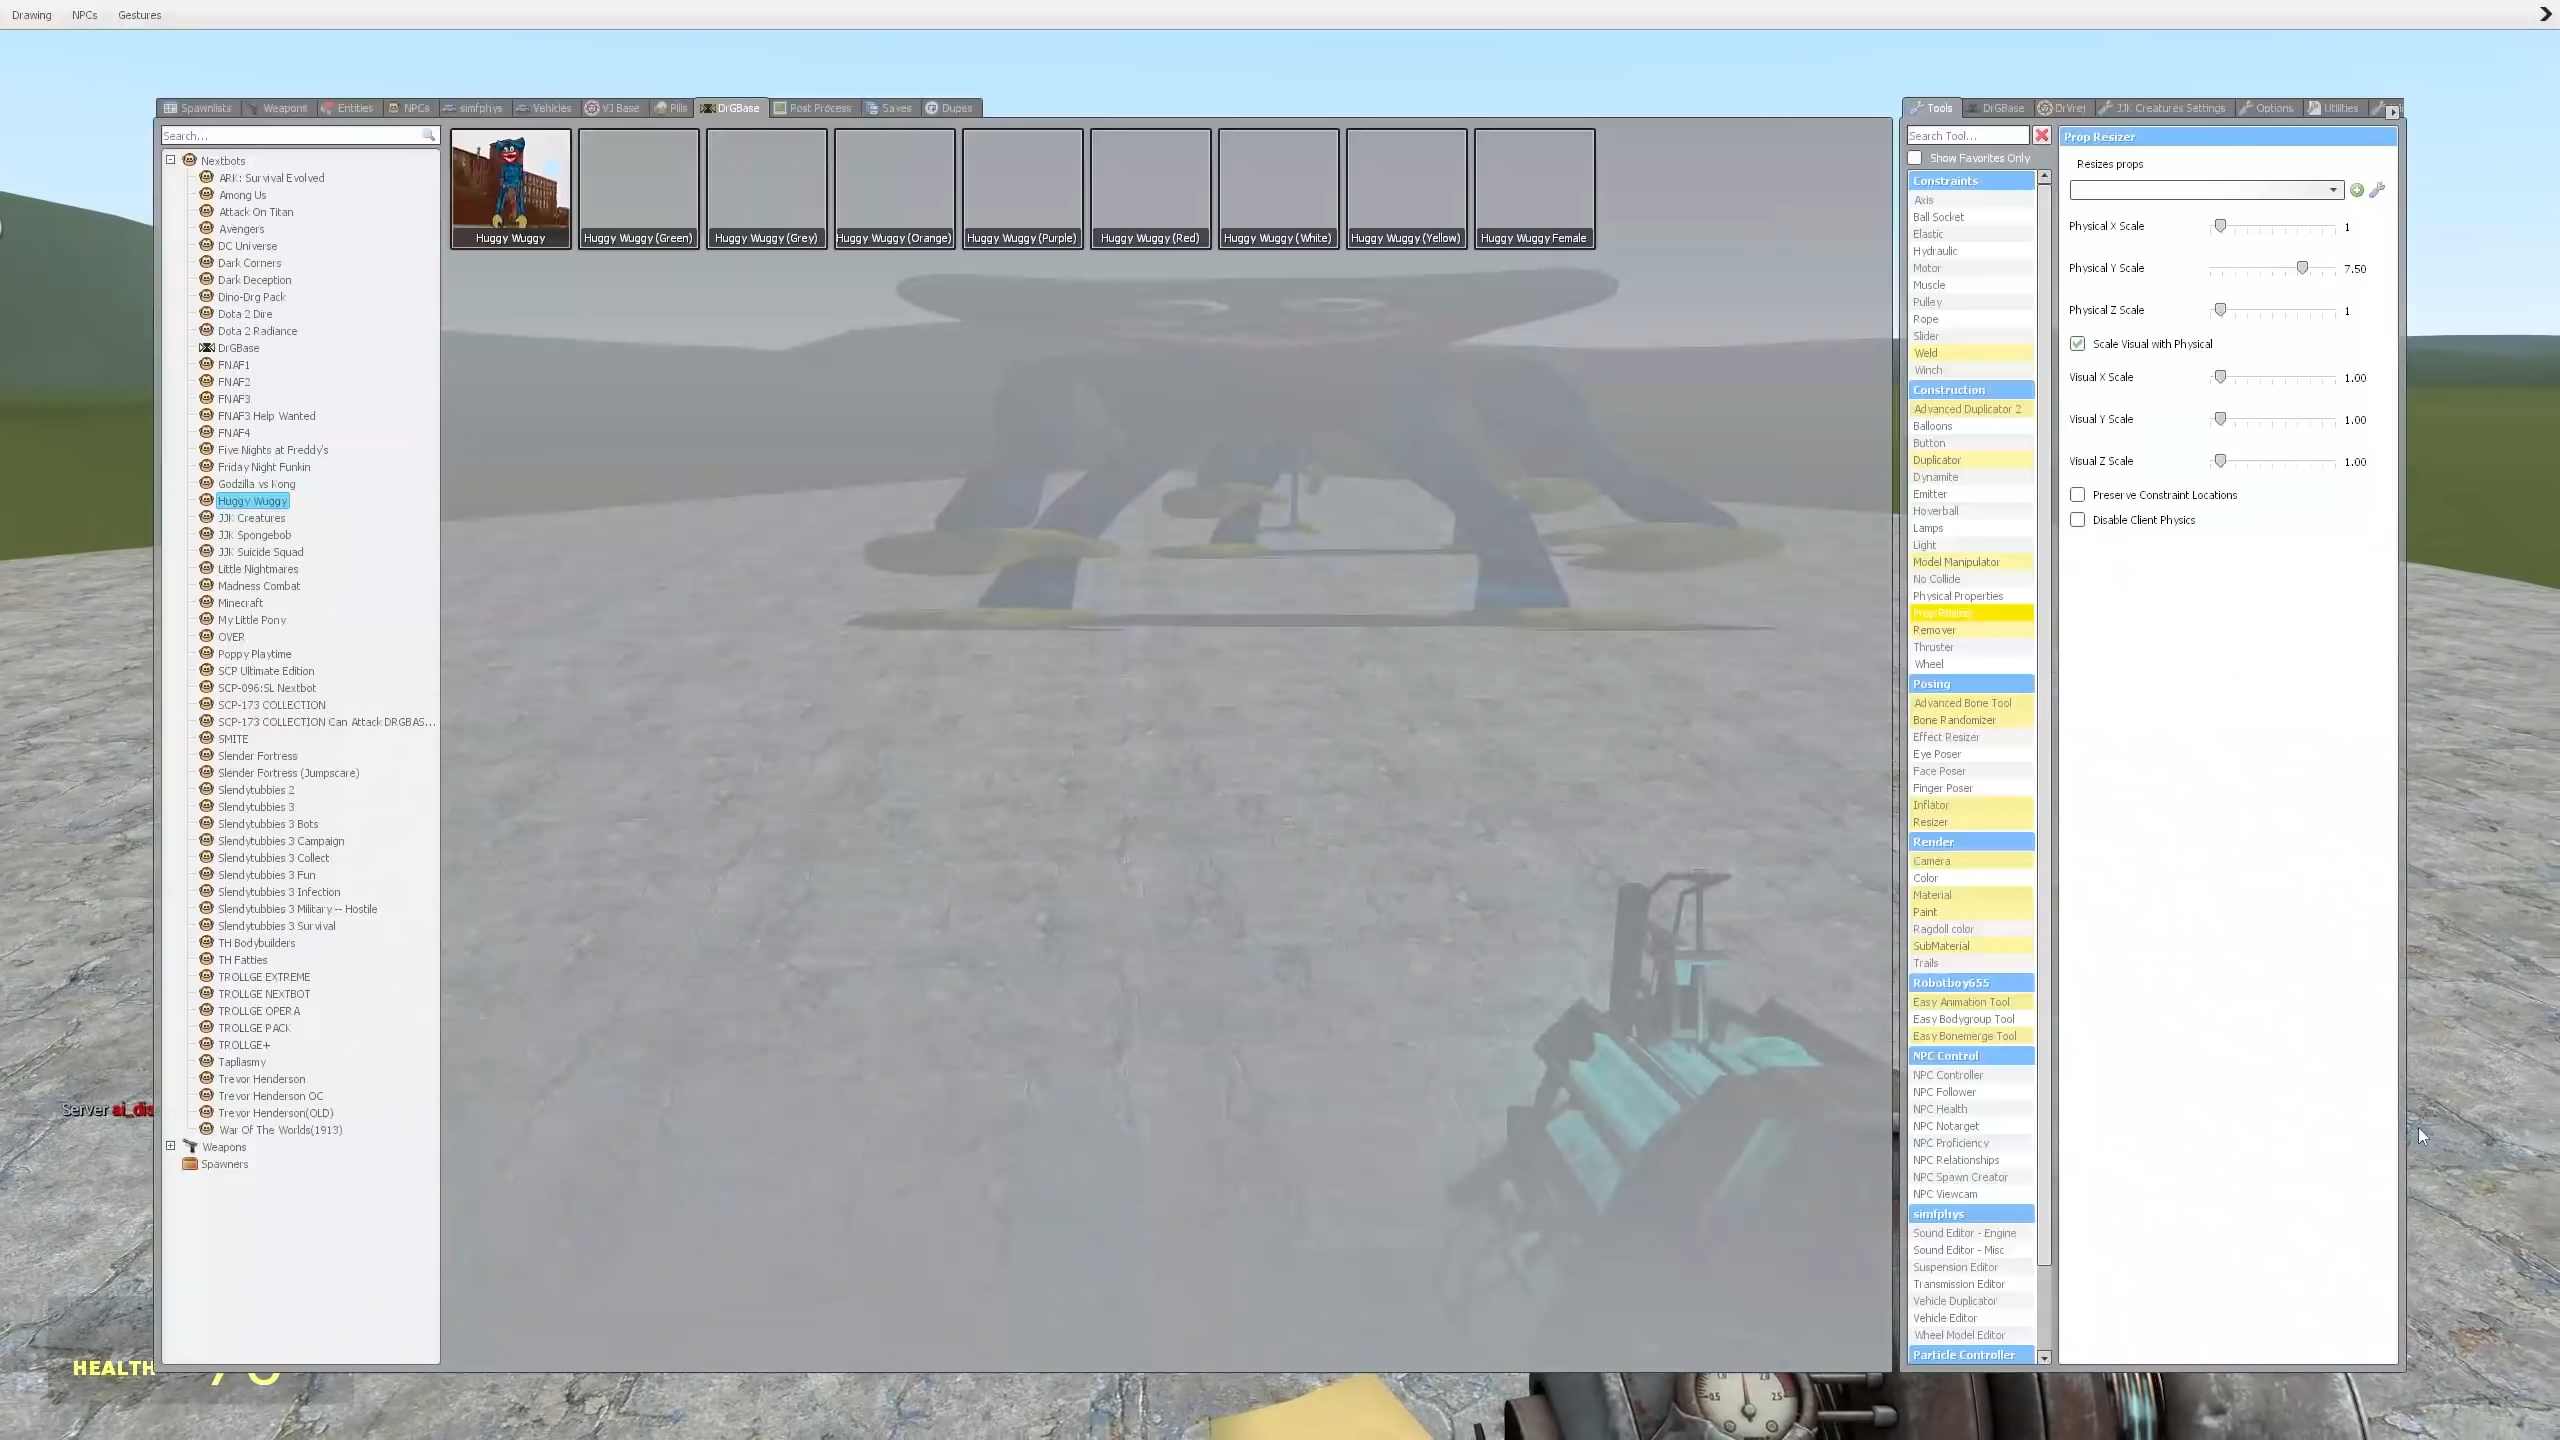 Drawing NPCs Gestures
Spawnlists Weapons Entities NPCs simfphys Vehicles VJ Base Pills DrGBase Post Process Saves Dupes
Search...
Nextbots
ARK: Survival Evolved
Among Us
Attack On Titan
Avengers
DC Universe
Dark Corners
Dark Deception
Dino-Drg Pack
Dota 2 Dire
Dota 2 Radiance
DrGBase
FNAF1
FNAF2
FNAF3
FNAF3 Help Wanted
FNAF4
Five Nights at Freddy's
Friday Night Funkin
Godzilla vs Kong
Huggy Wuggy
JJK Creatures
JJK Spongebob
JJK Suicide Squad
Little Nightmares
Madness Combat
Minecraft
My Little Pony
OVER
Poppy Playtime
SCP Ultimate Edition
SCP-096:SL Nextbot
SCP-173 COLLECTION
SCP-173 COLLECTION Can Attack DRGBAS...
SMITE
Slender Fortress
Slender Fortress (Jumpscare)
Slendytubbies 2
Slendytubbies 3
Slendytubbies 3 Bots
Slendytubbies 3 Campaign
Slendytubbies 3 Collect
Slendytubbies 3 Fun
Slendytubbies 3 Infection
Slendytubbies 3 Military -- Hostile
Slendytubbies 3 Survival
TH Bodybuilders
TH Fatties
TROLLGE EXTREME
TROLLGE NEXTBOT
TROLLGE OPERA
TROLLGE PACK
TROLLGE+
Tapliasmy
Trevor Henderson
Trevor Henderson OC
Trevor Henderson(OLD)
War Of The Worlds(1913)
Weapons
Spawners
Huggy Wuggy Huggy Wuggy (Green) Huggy Wuggy (Grey) Huggy Wuggy (Orange) Huggy Wuggy (Purple) Huggy Wuggy (Red) Huggy Wuggy (White) Huggy Wuggy (Yellow) Huggy Wuggy Female
Server ai_dis
HEALTH
Tools DrGBase DrVrej JJK Creatures Settings Options Utilities
Search Tool...
Show Favorites Only
Constraints
Axis
Ball Socket
Elastic
Hydraulic
Motor
Muscle
Pulley
Rope
Slider
Weld
Winch
Construction
Advanced Duplicator 2
Balloons
Button
Duplicator
Dynamite
Emitter
Hoverball
Lamps
Light
Model Manipulator
No Collide
Physical Properties
Prop Resizer
Remover
Thruster
Wheel
Posing
Advanced Bone Tool
Bone Randomizer
Effect Resizer
Eye Poser
Face Poser
Finger Poser
Inflator
Resizer
Render
Camera
Color
Material
Paint
Ragdoll color
SubMaterial
Trails
Robotboy655
Easy Animation Tool
Easy Bodygroup Tool
Easy Bonemerge Tool
NPC Control
NPC Controller
NPC Follower
NPC Health
NPC Notarget
NPC Proficiency
NPC Relationships
NPC Spawn Creator
NPC Viewcam
simfphys
Sound Editor - Engine
Sound Editor - Misc
Suspension Editor
Transmission Editor
Vehicle Duplicator
Vehicle Editor
Wheel Model Editor
Particle Controller
Prop Resizer
Resizes props
Physical X Scale 1
Physical Y Scale 7.50
Physical Z Scale 1
Scale Visual with Physical
Visual X Scale 1.00
Visual Y Scale 1.00
Visual Z Scale 1.00
Preserve Constraint Locations
Disable Client Physics